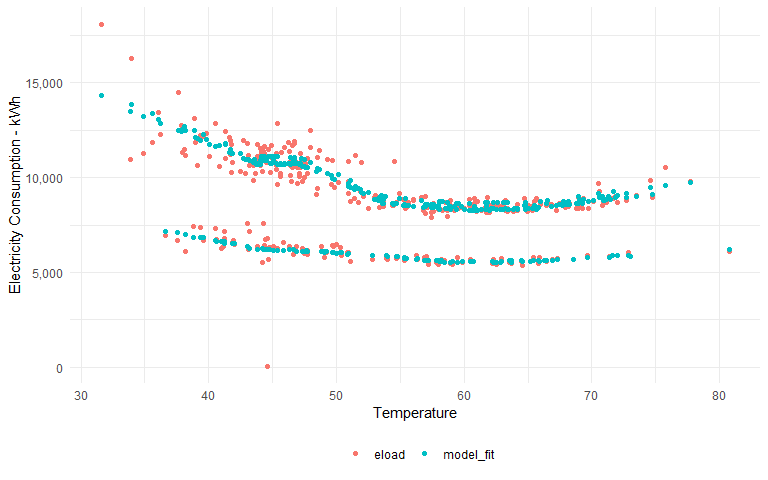 Electricity Consumption - kWh
15,000
10,000
5,000
0
30 40 50 60 70 80
Temperature
eload model_fit